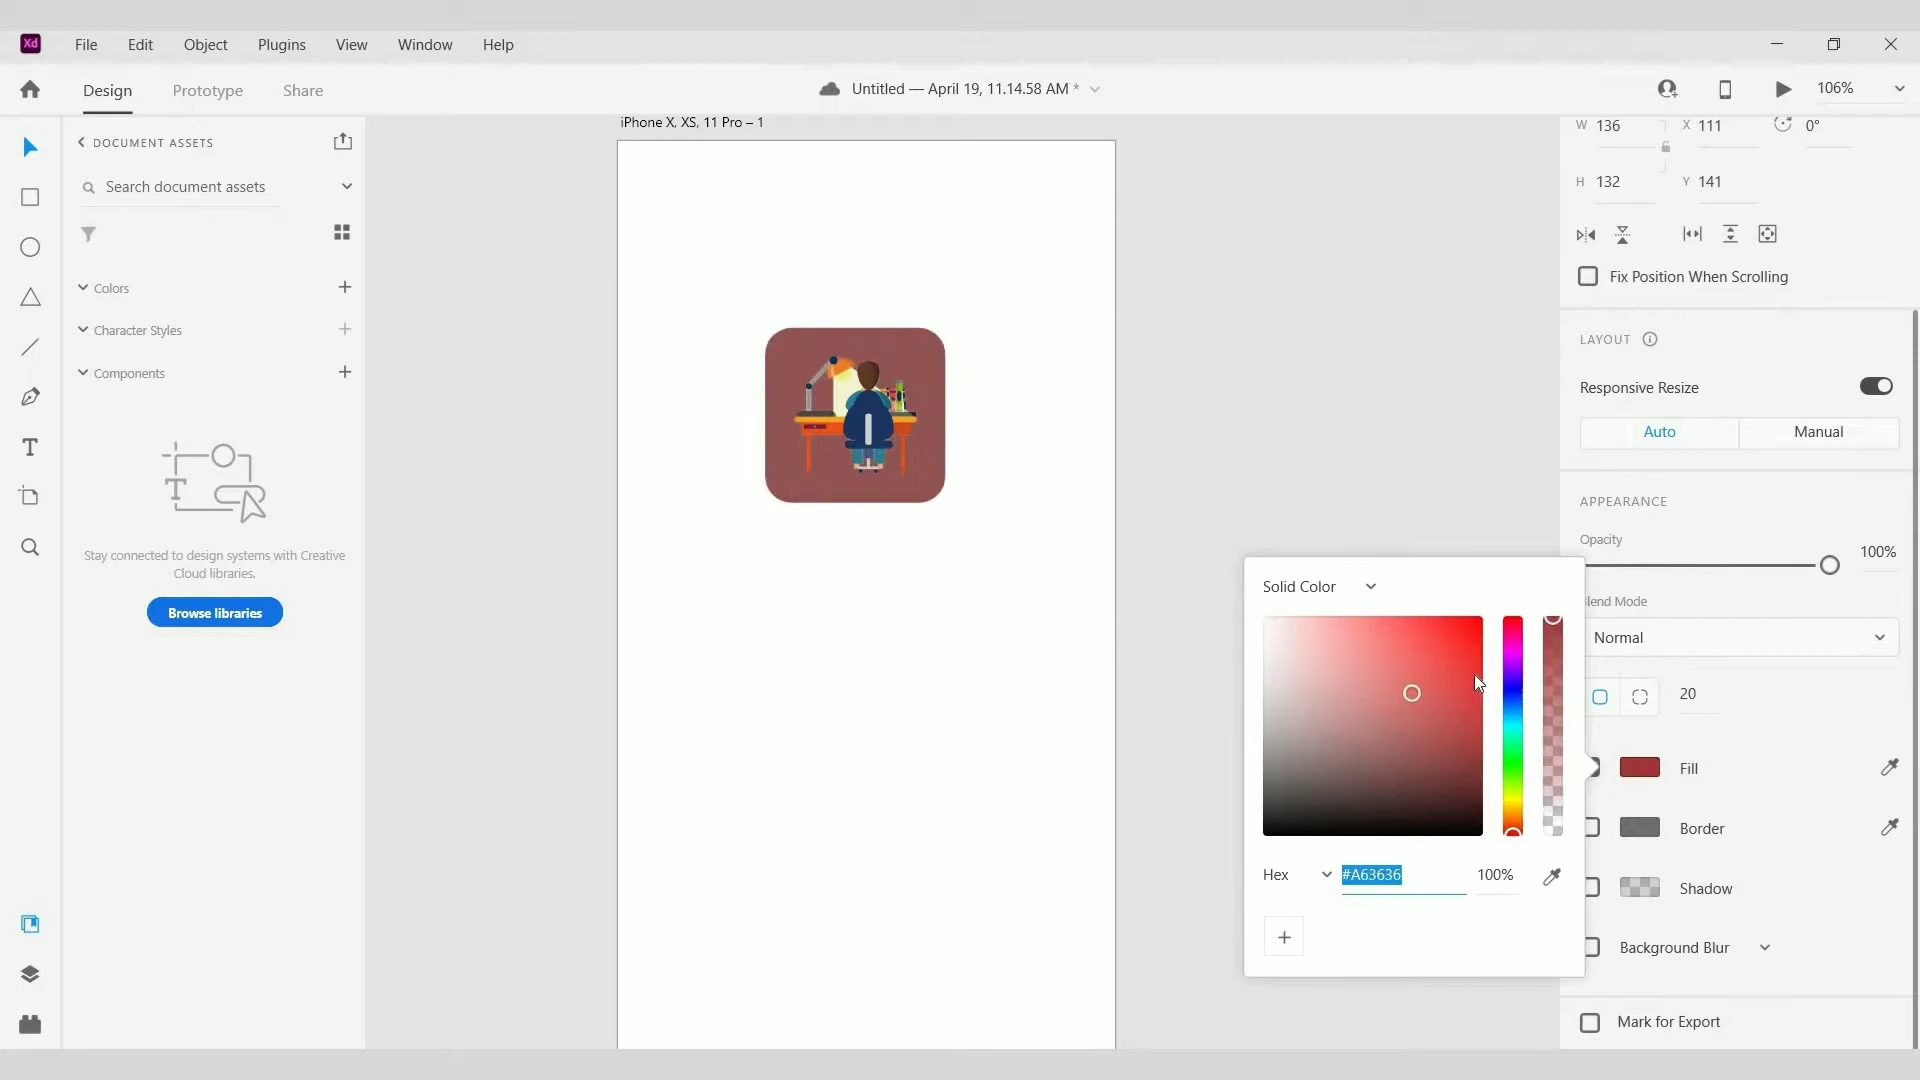 Xd
File Edit Object Plugins View Window Help
Design Prototype Share
Untitled — April 19, 11.14.58 AM *
106%
DOCUMENT ASSETS
Search document assets
Colors
Character Styles
Components
Stay connected to design systems with Creative
Cloud libraries.
Browse libraries
iPhone X, XS, 11 Pro – 1
W 136 X 111 0°
H 132 Y 141
Fix Position When Scrolling
LAYOUT
Responsive Resize
Auto Manual
APPEARANCE
Opacity
100%
lend Mode
Normal
20
Fill
Border
Shadow
Background Blur
Mark for Export
Solid Color
Hex #A63636 100%